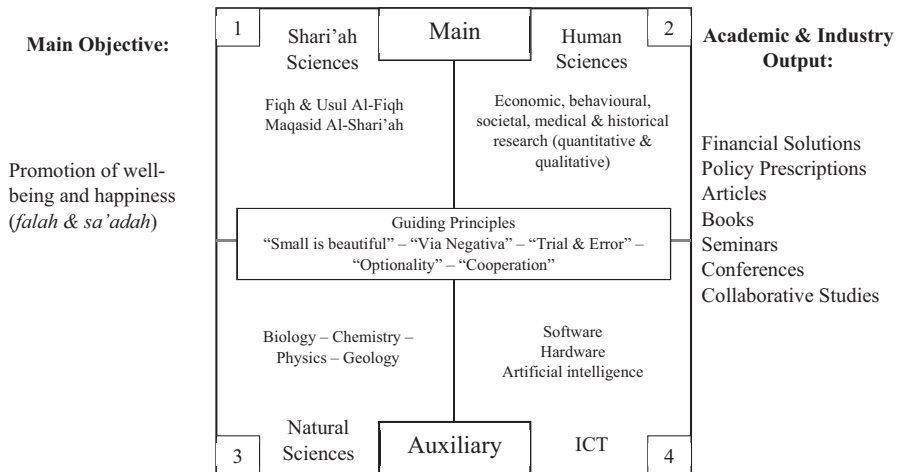 Main Objective:
Promotion of well-
being and happiness
(falah & sa’adah)
1
Shari’ah
Sciences
Fiqh & Usul Al-Fiqh
Maqasid Al-Shari’ah
Main
2
Human
Sciences
Economic, behavioural,
societal, medical & historical
research (quantitative &
qualitative)
Guiding Principles
“Small is beautiful” – “Via Negativa” – “Trial & Error” –
“Optionality” – “Cooperation”
Biology – Chemistry –
Physics – Geology
Natural
Sciences
3
Auxiliary
Software
Hardware
Artificial intelligence
ICT
4
Academic & Industry
Output:
Financial Solutions
Policy Prescriptions
Articles
Books
Seminars
Conferences
Collaborative Studies